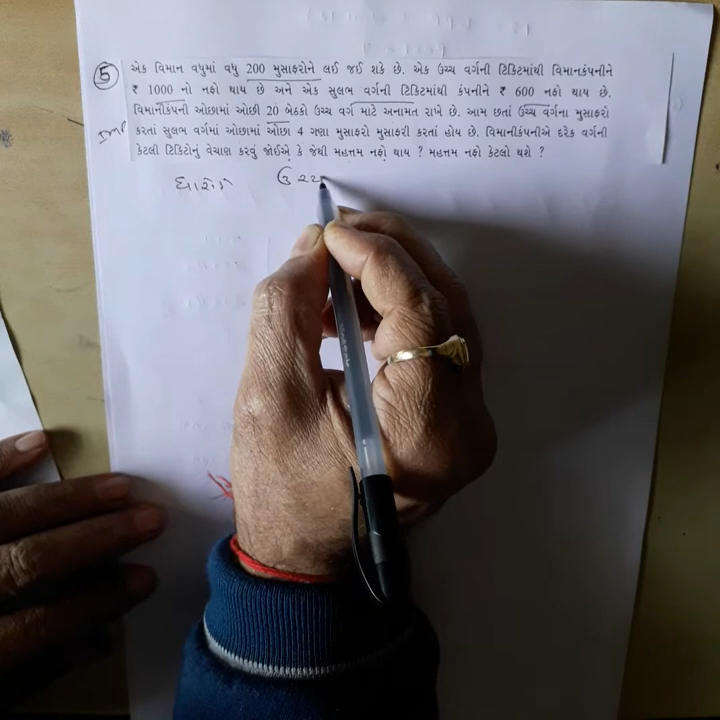 5 એક વિમાન વધુમાં વધુ 200 મુસાફરોને લઈ જઈ શકે છે. એક ઉચ્ચ વર્ગની ટિકિટમાંથી વિમાનકંપનીને
₹ 1000 નો નફો થાય છે અને એક સુલભ વર્ગની ટિકિટમાંથી કંપનીને ₹ 600 નફો થાય છે.
વિમાનીકંપની ઓછામાં ઓછી 20 બેઠકો ઉચ્ચ વર્ગ માટે અનામત રાખે છે. આમ છતાં ઉચ્ચ વર્ગના મુસાફરો
IMP કરતાં સુલભ વર્ગમાં ઓછામાં ઓછા 4 ગણા મુસાફરો મુસાફરી કરતાં હોય છે. વિમાનીકંપનીએ દરેક વર્ગની
કેટલી ટિકિટોનું વેચાણ કરવું જોઈએ કે જેથી મહત્તમ નફો થાય ? મહત્તમ નફો કેટલો થશે ?
ધારોકે ઉચ્ચ